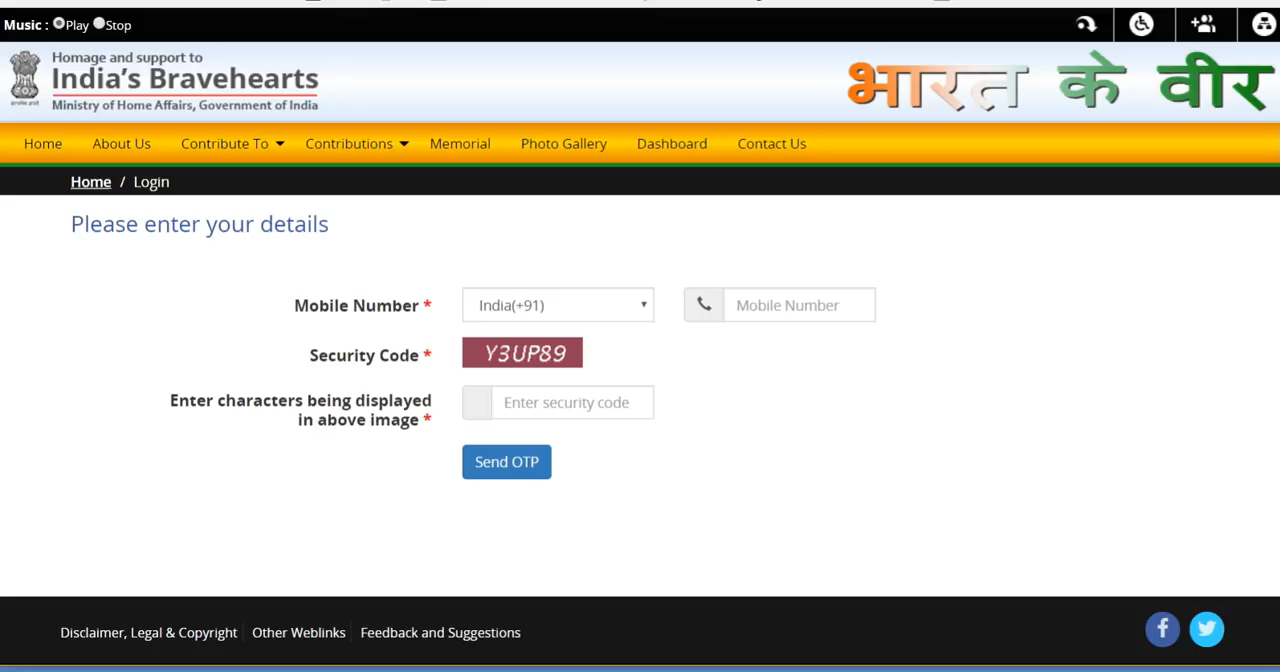 Music : Play Stop
Homage and support to
India's Bravehearts
Ministry of Home Affairs, Government of India
भारत के वीर
Home About Us Contribute To Contributions Memorial Photo Gallery Dashboard Contact Us
Home / Login
Please enter your details
Mobile Number * India(+91) Mobile Number
Security Code * Y3UP89
Enter characters being displayed
in above image * Enter security code
Send OTP
Disclaimer, Legal & Copyright Other Weblinks Feedback and Suggestions